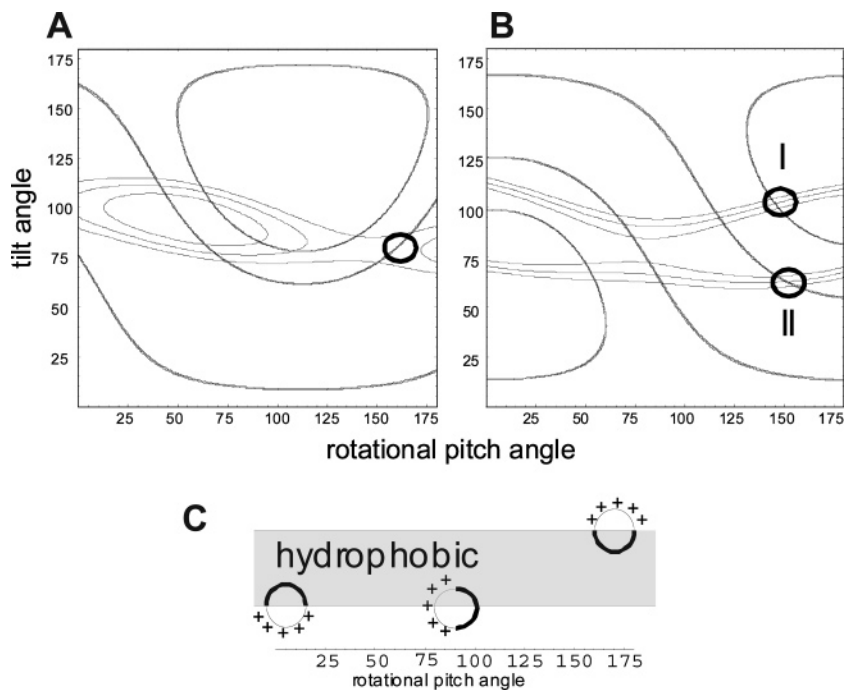 A
B
175
150
125
100
75
50
25
tilt angle
25 50 75 100 125 150 175
175
150
125
100
75
50
25
I
II
25 50 75 100 125 150 175
rotational pitch angle
C
hydrophobic
+ + + + +
+ + + + +
+ + + + +
25 50 75 100 125 150 175
rotational pitch angle